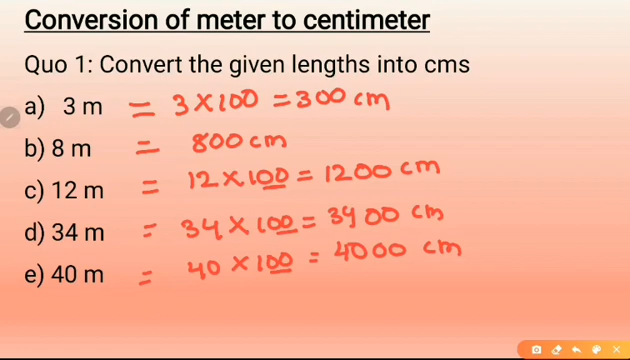 Conversion of meter to centimeter
Quo 1: Convert the given lengths into cms
a) 3 m = 3 × 100 = 300 cm
b) 8 m = 800 cm
c) 12 m = 12 × 100 = 1200 cm
d) 34 m = 34 × 100 = 3400 cm
e) 40 m = 40 × 100 = 4000 cm